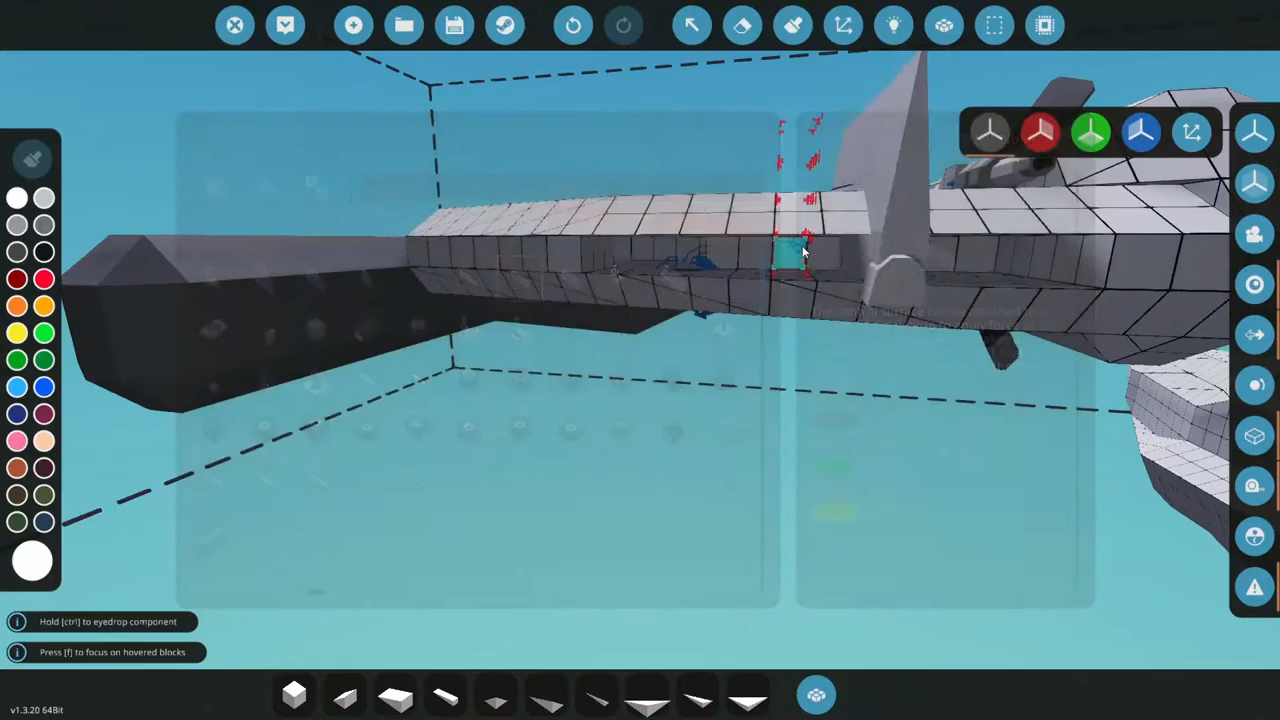 Hold [ctrl] to eyedrop component
Press [f] to focus on hovered blocks
v1.3.20 64Bit